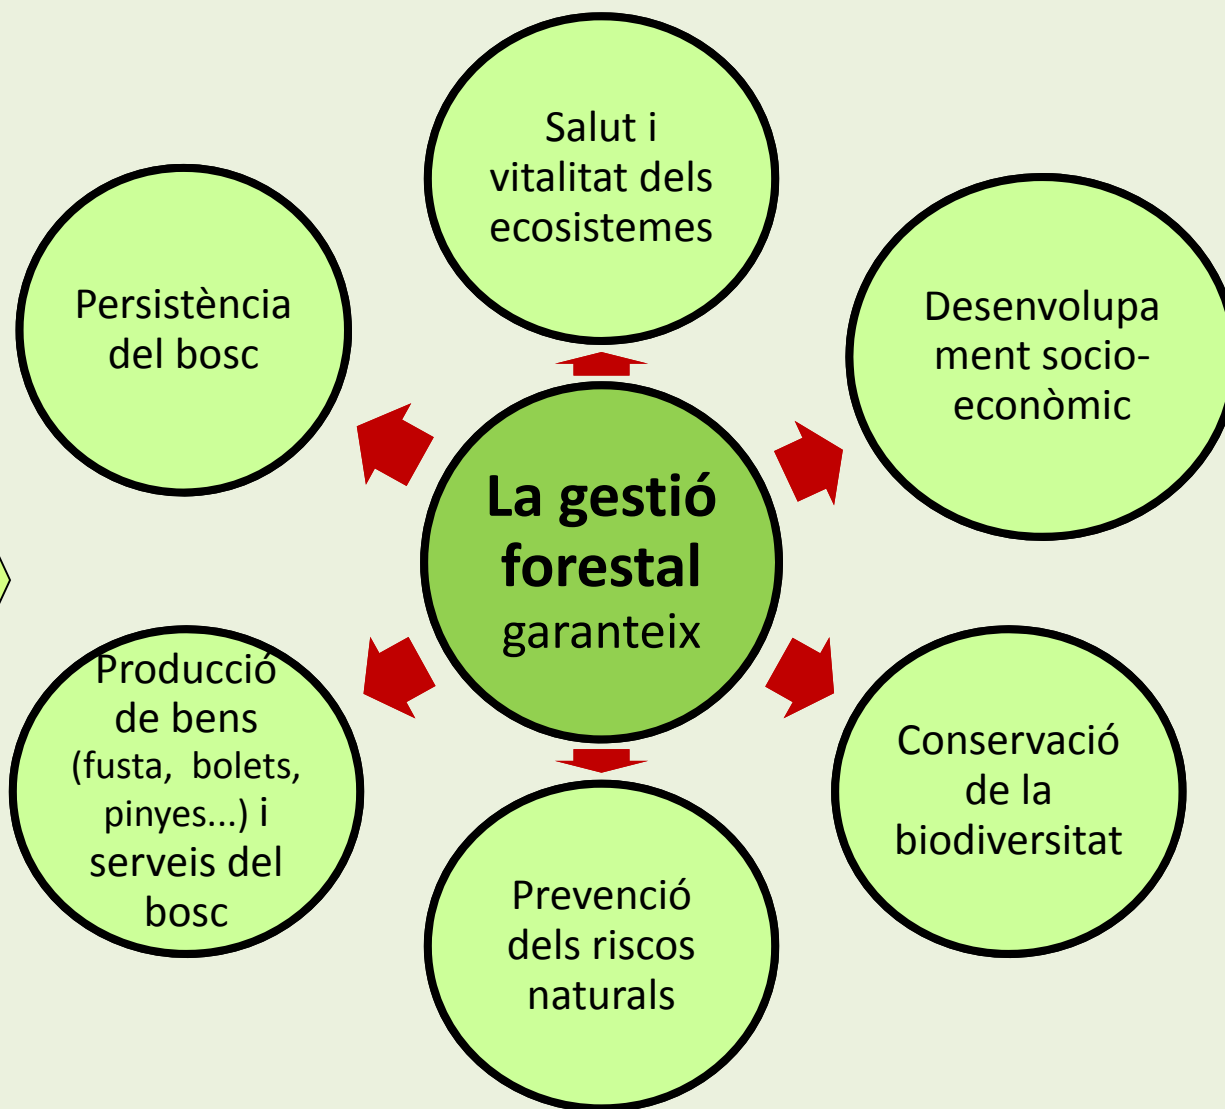 Salut i
vitalitat dels
ecosistemes
Persistència
del bosc
Desenvolupa
ment socio-
econòmic
La gestió
forestal
garanteix
Producció
de bens
(fusta, bolets,
pinyes...) i
serveis del
bosc
Conservació
de la
biodiversitat
Prevenció
dels riscos
naturals